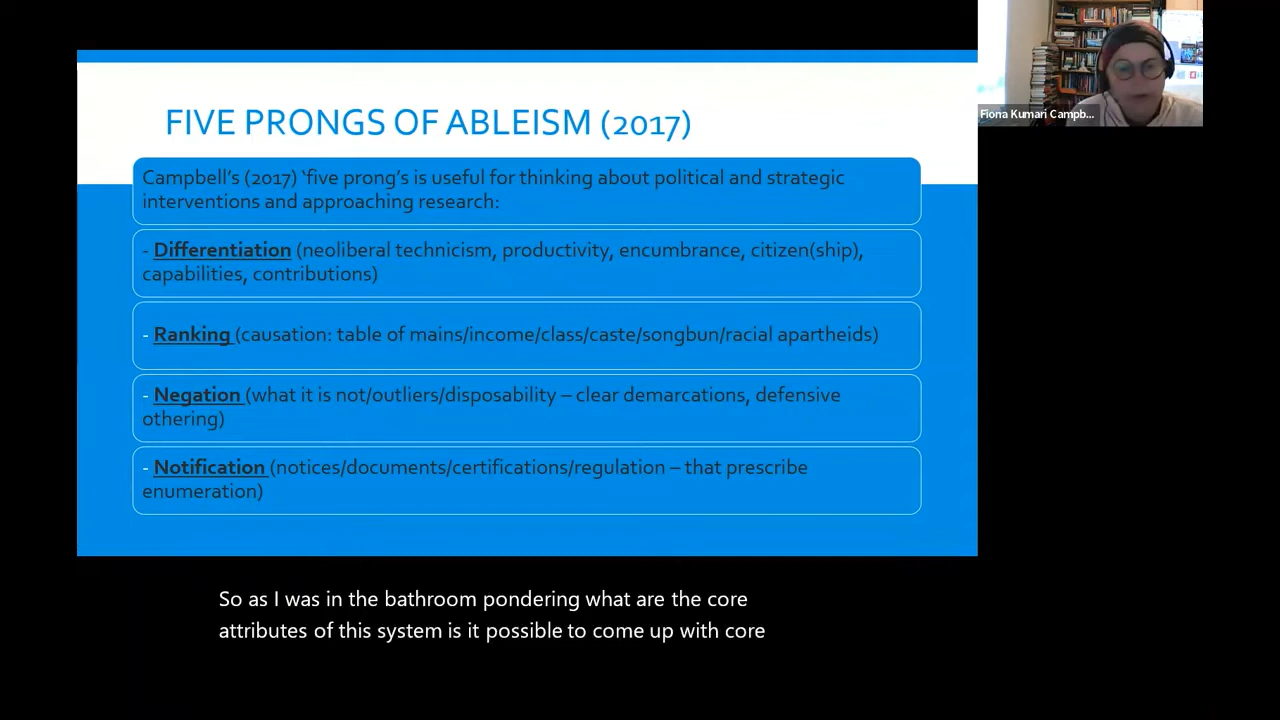 FIVE PRONGS OF ABLEISM (2017)
Campbell's (2017) 'five prong's is useful for thinking about political and strategic
interventions and approaching research:
- Differentiation (neoliberal technicism, productivity, encumbrance, citizen(ship),
capabilities, contributions)
- Ranking (causation: table of mains/income/class/caste/songbun/racial apartheids)
- Negation (what it is not/outliers/disposability – clear demarcations, defensive
othering)
- Notification (notices/documents/certifications/regulation – that prescribe
enumeration)
Fiona Kumari Campb...
So as I was in the bathroom pondering what are the core
attributes of this system is it possible to come up with core